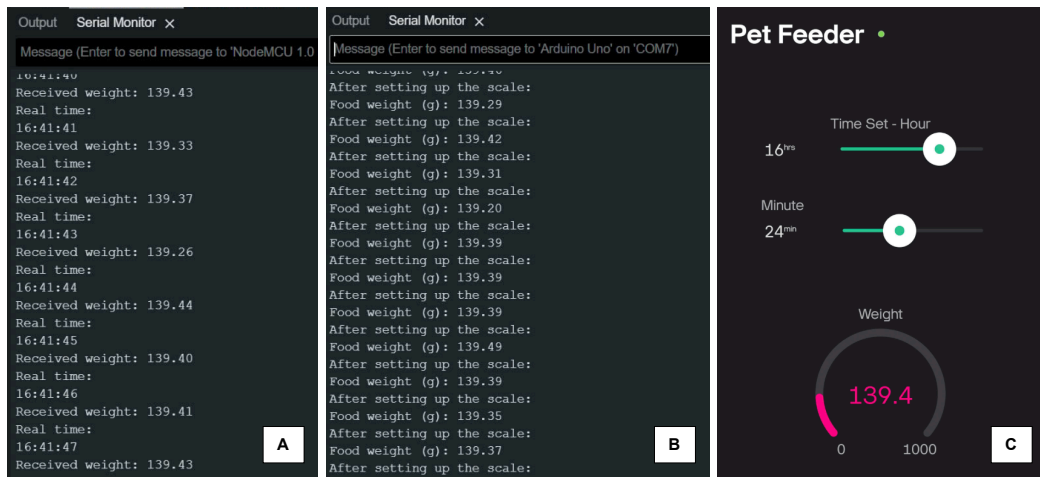 Output Serial Monitor ×
Message (Enter to send message to 'NodeMCU 1.0
16:41:40
Received weight: 139.43
Real time:
16:41:41
Received weight: 139.33
Real time:
16:41:42
Received weight: 139.37
Real time:
16:41:43
Received weight: 139.26
Real time:
16:41:44
Received weight: 139.44
Real time:
16:41:45
Received weight: 139.40
Real time:
16:41:46
Received weight: 139.41
Real time:
16:41:47
Received weight: 139.43
A
Output Serial Monitor ×
Message (Enter to send message to 'Arduino Uno' on 'COM7')
Food weight (g): 139.40
After setting up the scale:
Food weight (g): 139.29
After setting up the scale:
Food weight (g): 139.42
After setting up the scale:
Food weight (g): 139.31
After setting up the scale:
Food weight (g): 139.20
After setting up the scale:
Food weight (g): 139.39
After setting up the scale:
Food weight (g): 139.39
After setting up the scale:
Food weight (g): 139.39
After setting up the scale:
Food weight (g): 139.49
After setting up the scale:
Food weight (g): 139.39
After setting up the scale:
Food weight (g): 139.35
After setting up the scale:
Food weight (g): 139.37
After setting up the scale:
B
Pet Feeder
Time Set - Hour
16hrs
Minute
24min
Weight
139.4
0 1000
C